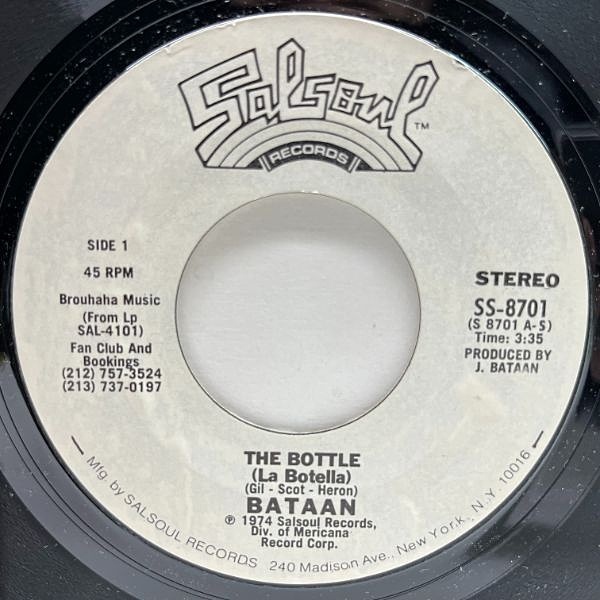 Salsoul
RECORDS
TM
SIDE 1
45 RPM
Brouhaha Music
(From Lp
SAL-4101)
Fan Club And
Bookings
(212) 757-3524
(213) 737-0197
STEREO
SS-8701
(S 8701 A-S)
Time: 3:35
PRODUCED BY
J. BATAAN
THE BOTTLE
(La Botella)
(Gil - Scot - Heron)
BATAAN
℗ 1974 Salsoul Records,
Div. of Mericana
Record Corp.
Mfg. by SALSOUL RECORDS 240 Madison Ave., New York, N.Y. 10016